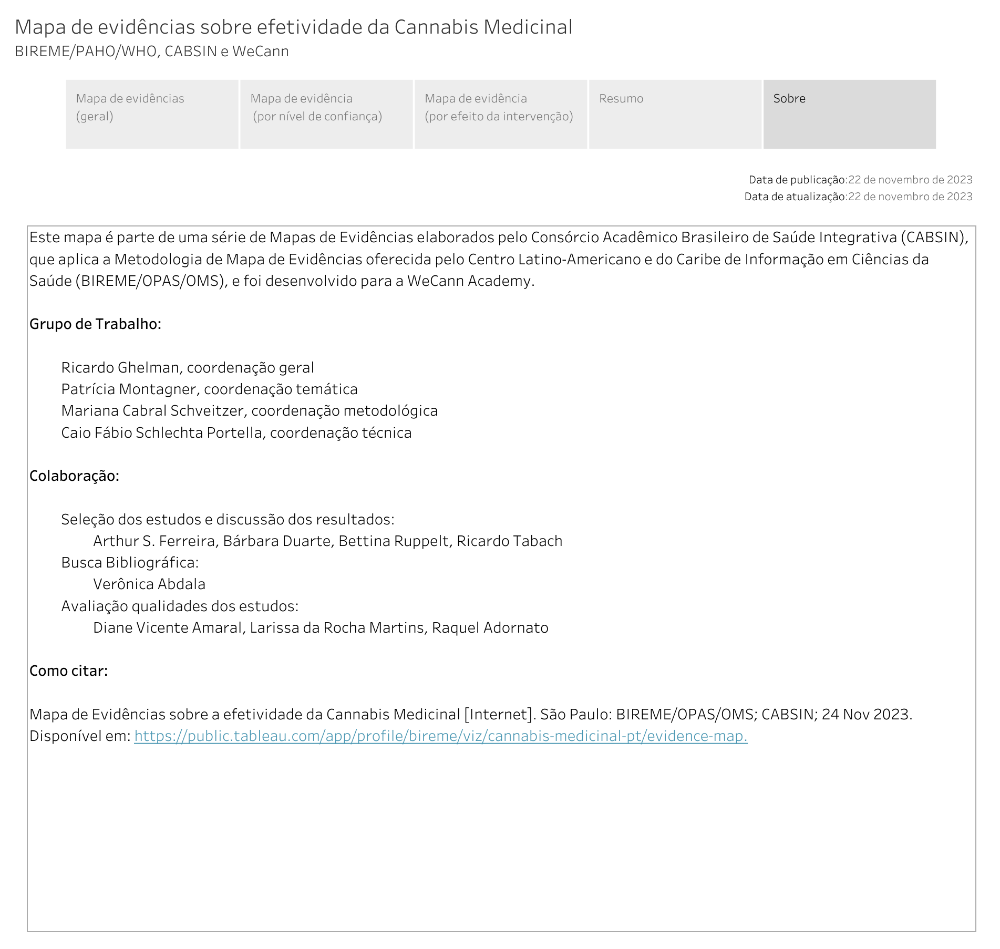 Mapa de evidências sobre efetividade da Cannabis Medicinal
BIREME/PAHO/WHO, CABSIN e WeCann
Mapa de evidências
(geral)
Mapa de evidência
(por nível de confiança)
Mapa de evidência
(por efeito da intervenção)
Resumo
Sobre
Data de publicação:22 de novembro de 2023
Data de atualização:22 de novembro de 2023
Este mapa é parte de uma série de Mapas de Evidências elaborados pelo Consórcio Acadêmico Brasileiro de Saúde Integrativa (CABSIN),
que aplica a Metodologia de Mapa de Evidências oferecida pelo Centro Latino-Americano e do Caribe de Informação em Ciências da
Saúde (BIREME/OPAS/OMS), e foi desenvolvido para a WeCann Academy.
Grupo de Trabalho:
Ricardo Ghelman, coordenação geral
Patrícia Montagner, coordenação temática
Mariana Cabral Schveitzer, coordenação metodológica
Caio Fábio Schlechta Portella, coordenação técnica
Colaboração:
Seleção dos estudos e discussão dos resultados:
Arthur S. Ferreira, Bárbara Duarte, Bettina Ruppelt, Ricardo Tabach
Busca Bibliográfica:
Verônica Abdala
Avaliação qualidades dos estudos:
Diane Vicente Amaral, Larissa da Rocha Martins, Raquel Adornato
Como citar:
Mapa de Evidências sobre a efetividade da Cannabis Medicinal [Internet]. São Paulo: BIREME/OPAS/OMS; CABSIN; 24 Nov 2023.
Disponível em: https://public.tableau.com/app/profile/bireme/viz/cannabis-medicinal-pt/evidence-map.